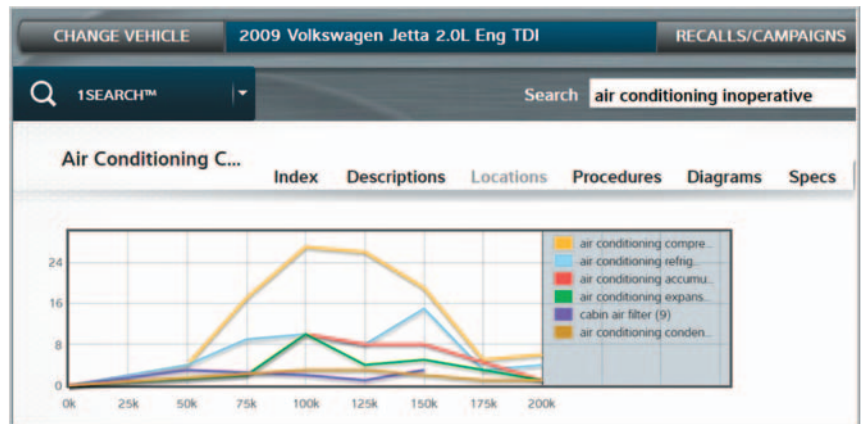 CHANGE VEHICLE 2009 Volkswagen Jetta 2.0L Eng TDI RECALLS/CAMPAIGNS
1SEARCH™ Search air conditioning inoperative
Air Conditioning C...
Index Descriptions Locations Procedures Diagrams Specs
24
16
8
0
0k 25k 50k 75k 100k 125k 150k 175k 200k
air conditioning compre...
air conditioning refrig...
air conditioning accumu...
air conditioning expans...
cabin air filter (9)
air conditioning conden...